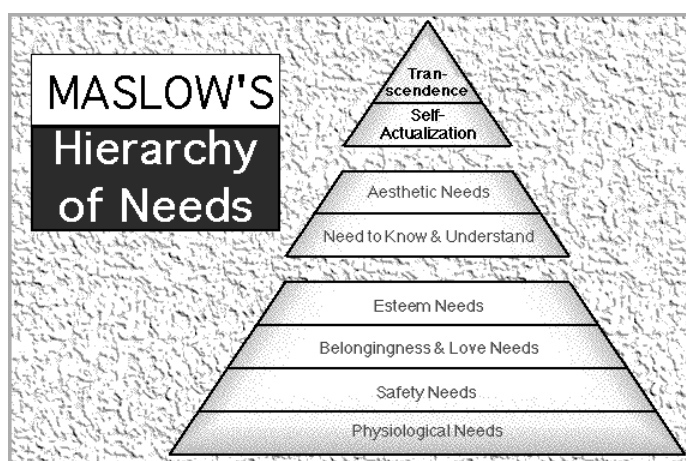 MASLOW'S
Hierarchy
of Needs
Tran-
scendence
Self-
Actualization
Aesthetic Needs
Need to Know & Understand
Esteem Needs
Belongingness & Love Needs
Safety Needs
Physiological Needs